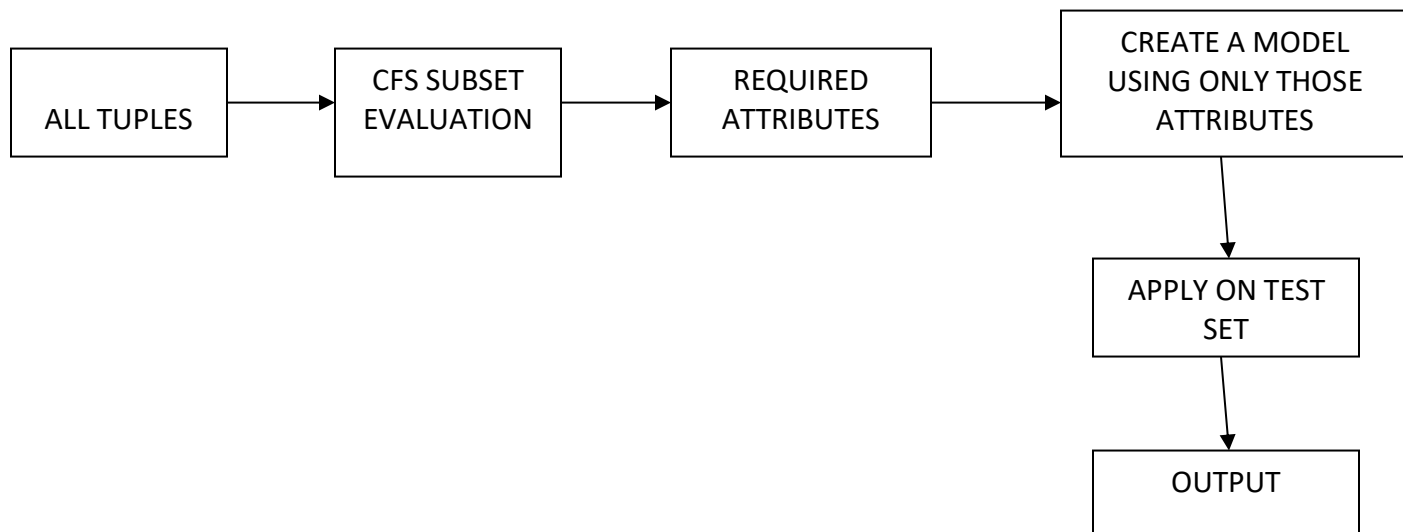 ALL TUPLES
CFS SUBSET
EVALUATION
REQUIRED
ATTRIBUTES
CREATE A MODEL
USING ONLY THOSE
ATTRIBUTES
APPLY ON TEST
SET
OUTPUT